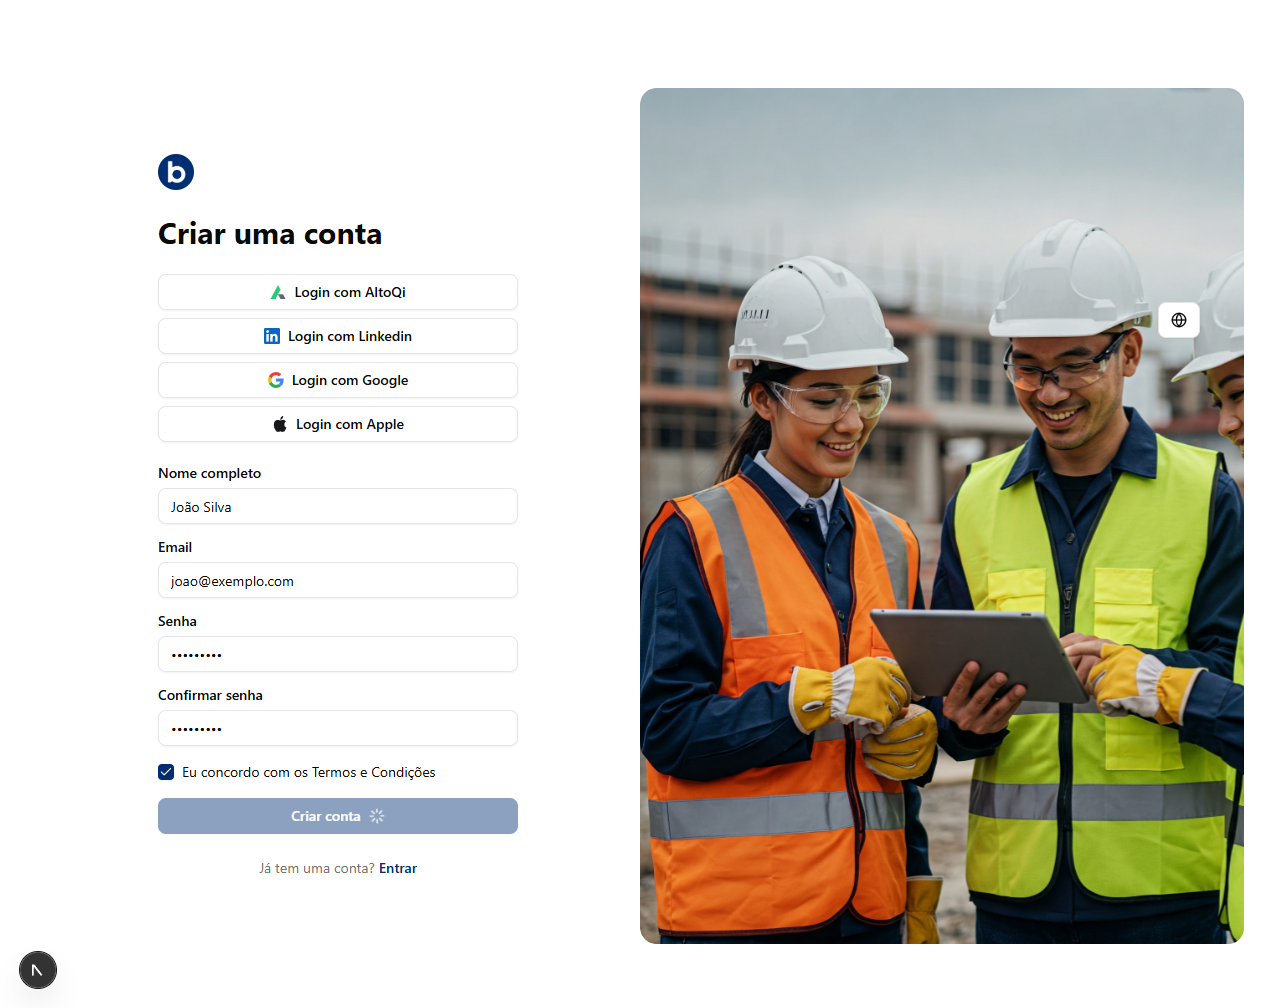 b
Criar uma conta
Login com AltoQi
Login com Linkedin
Login com Google
Login com Apple
Nome completo
João Silva
Email
joao@exemplo.com
Senha
•••••••••
Confirmar senha
•••••••••
Eu concordo com os Termos e Condições
Criar conta
Já tem uma conta? Entrar